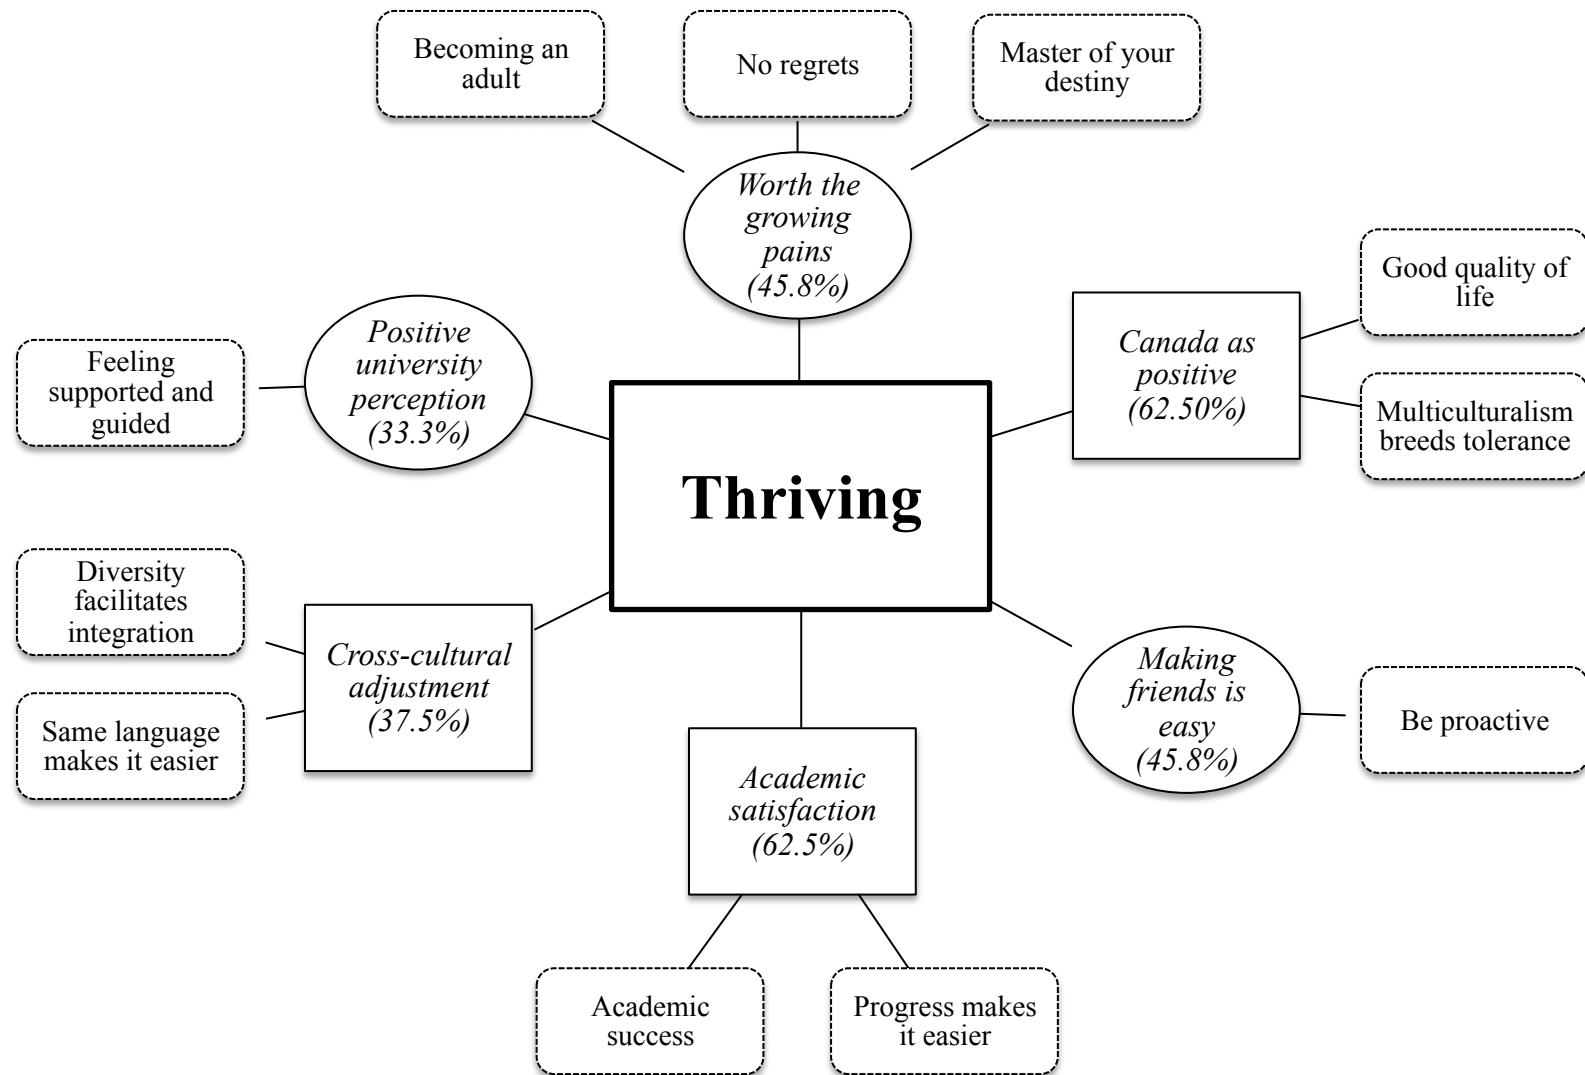 Becoming an
adult
No regrets
Master of your
destiny
Worth the
growing
pains
(45.8%)
Good quality of
life
Canada as
positive
(62.50%)
Multiculturalism
breeds tolerance
Positive
university
perception
(33.3%)
Feeling
supported and
guided
Thriving
Diversity
facilitates
integration
Cross-cultural
adjustment
(37.5%)
Same language
makes it easier
Making
friends is
easy
(45.8%)
Be proactive
Academic
satisfaction
(62.5%)
Academic
success
Progress makes
it easier